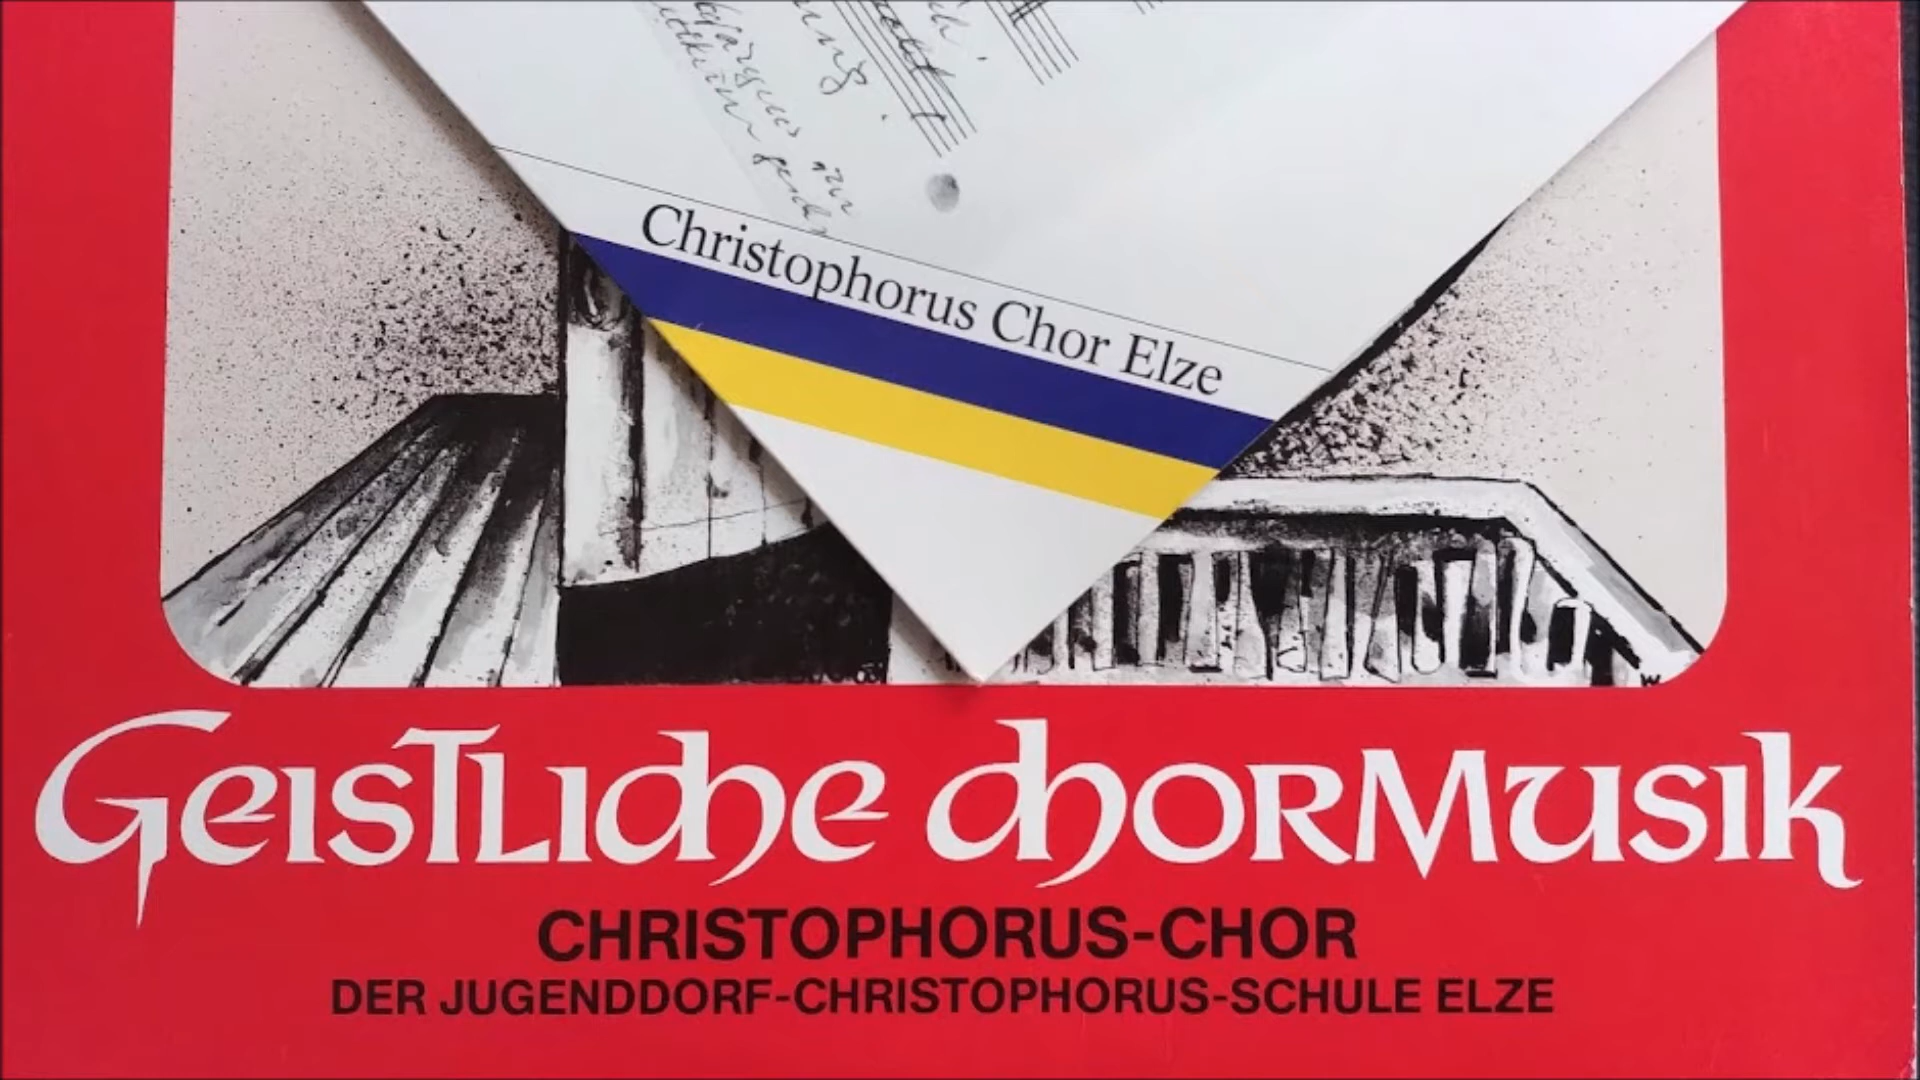 Christophorus Chor Elze
Geistliche Chormusik
CHRISTOPHORUS-CHOR
DER JUGENDDORF-CHRISTOPHORUS-SCHULE ELZE